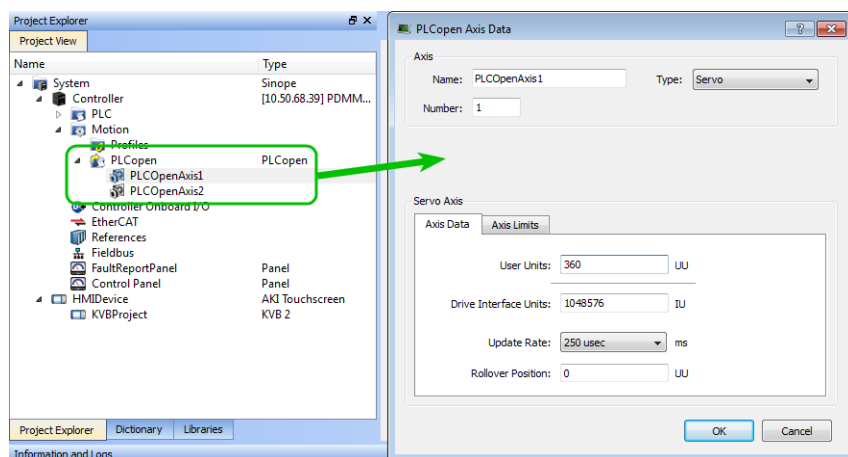 Project Explorer
Project View
Name Type
System Sinope
Controller [10.50.68.39] PDMM...
PLC
Motion
Profiles
PLCopen PLCopen
PLCOpenAxis1
PLCOpenAxis2
Controller Onboard I/O
EtherCAT
References
Fieldbus
FaultReportPanel Panel
Control Panel Panel
HMIDevice AKI Touchscreen
KVBProject KVB 2
Project Explorer Dictionary Libraries
Information and Logs
PLCopen Axis Data
Axis
Name: PLCOpenAxis1 Type: Servo
Number: 1
Servo Axis
Axis Data Axis Limits
User Units: 360 UU
Drive Interface Units: 1048576 IU
Update Rate: 250 usec ms
Rollover Position: 0 UU
OK Cancel